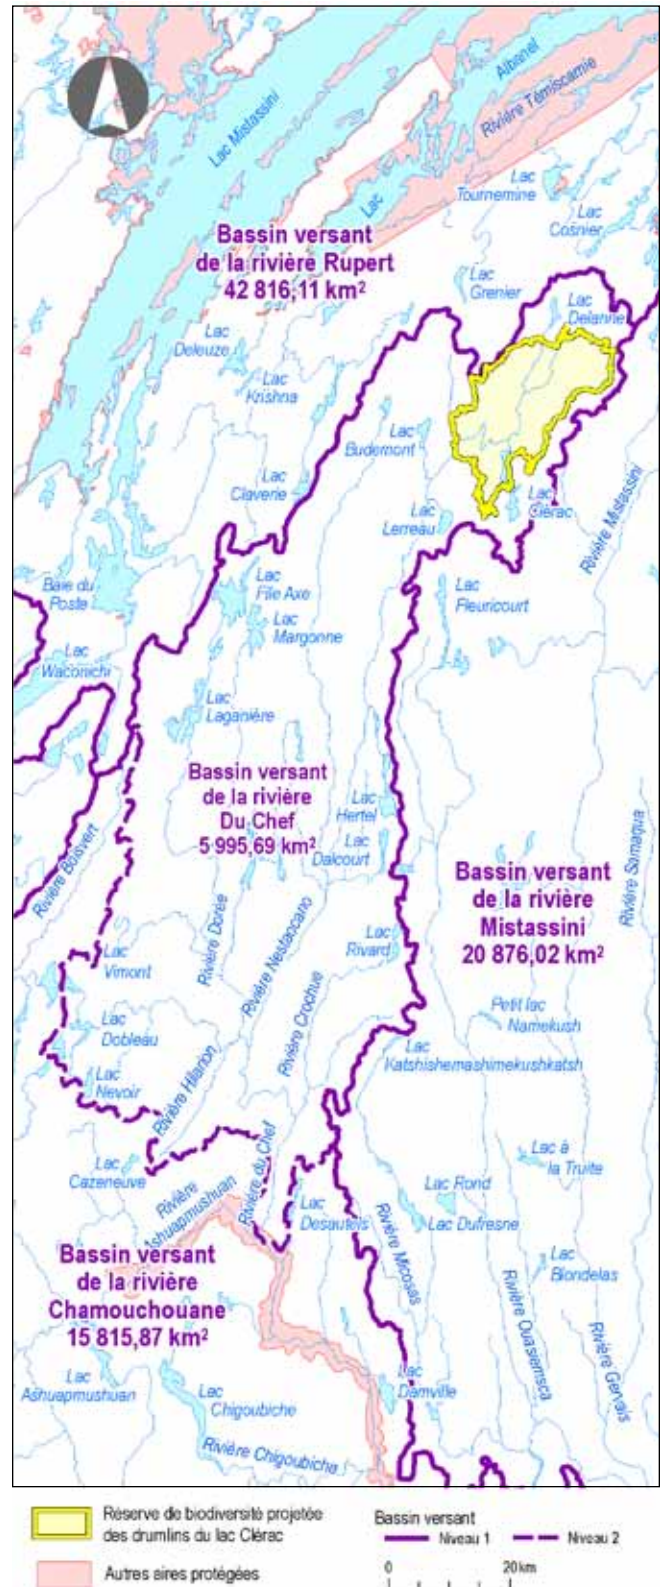 Lac Mistassini
Albanel
Rivière Témiscamie
Lac
Tournemine
Lac
Cosnier
Lac
Bassin versant
de la rivière Rupert
42 816,11 km²
Lac
Grenier
Lac
Delanne
Lac
Deleuze
Lac
Krishna
Lac
Budemont
Lac
Claverie
Lac
Clérac
Lac
Lerreau
Rivière Mistassini
Baie du
Poste
Lac
File Axe
Lac
Fleuricourt
Lac
Margonne
Lac
Waconichi
Lac
Laganière
Bassin versant
de la rivière
Du Chef
5 995,69 km²
Lac
Hertel
Lac
Dalcourt
Rivière Boisvert
Bassin versant
de la rivière
Mistassini
20 876,02 km²
Rivière Samaqua
Rivière Dorée
Rivière Nestaocano
Lac
Rivard
Lac
Vimont
Rivière Crochue
Petit lac
Namekush
Lac
Dobleau
Lac
Katshishemashimekushkatsh
Lac
Nevoir
Rivière Hilarion
Rivière du Chef
Lac à
la Truite
Lac
Cazeneuve
Rivière
Ashuapmushuan
Lac
Desautels
Lac Rond
Lac Dufresne
Rivière Micosas
Bassin versant
de la rivière
Chamouchouane
15 815,87 km²
Lac
Blondelas
Rivière Ouasiemsca
Rivière Gervais
Lac
Ashuapmushuan
Lac
Chigoubiche
Lac
Damville
Rivière Chigoubiche
Réserve de biodiversité projetée
des drumlins du lac Clérac
Autres aires protégées
Bassin versant
Niveau 1 Niveau 2
0 20 km